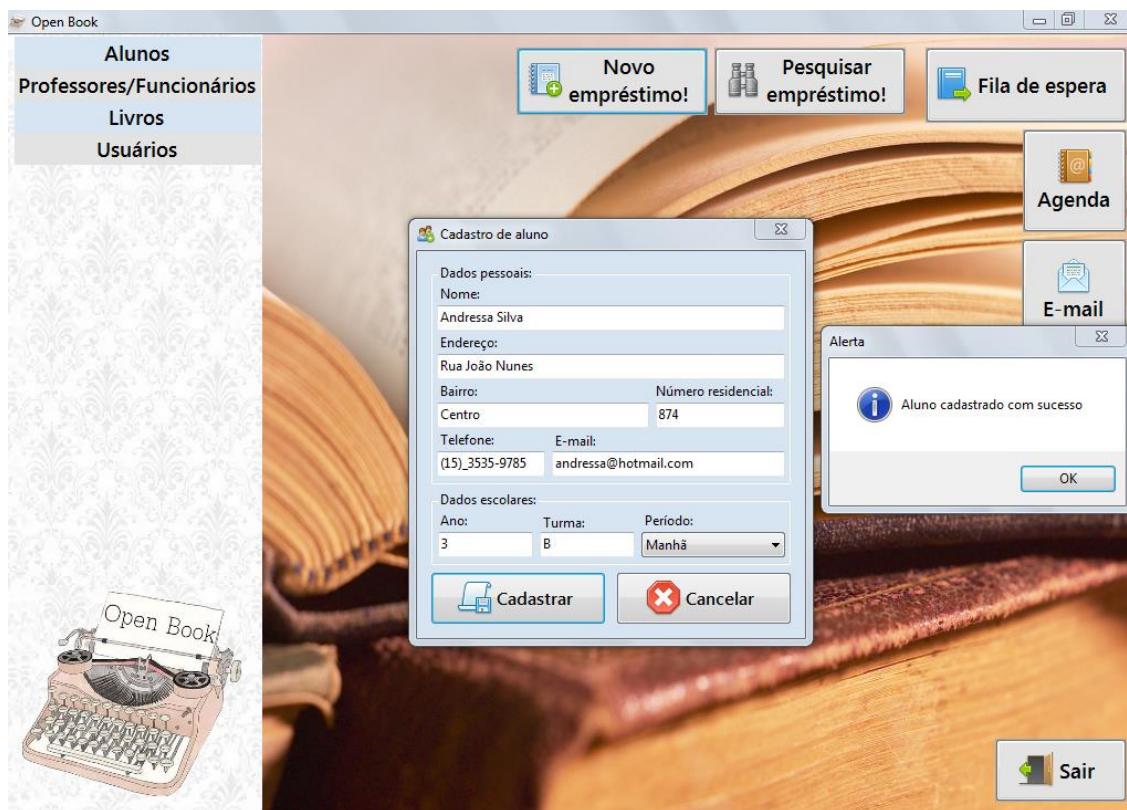 Open Book
Alunos
Professores/Funcionários
Livros
Usuários
Novo
empréstimo!
Pesquisar
empréstimo!
Fila de espera
Agenda
E-mail
Cadastro de aluno
Dados pessoais:
Nome:
Andressa Silva
Endereço:
Rua João Nunes
Bairro:
Número residencial:
Centro
874
Telefone:
E-mail:
(15)_3535-9785
andressa@hotmail.com
Dados escolares:
Ano:
Turma:
Período:
3
B
Manhã
Cadastrar
Cancelar
Alerta
Aluno cadastrado com sucesso
OK
Open Book
Sair